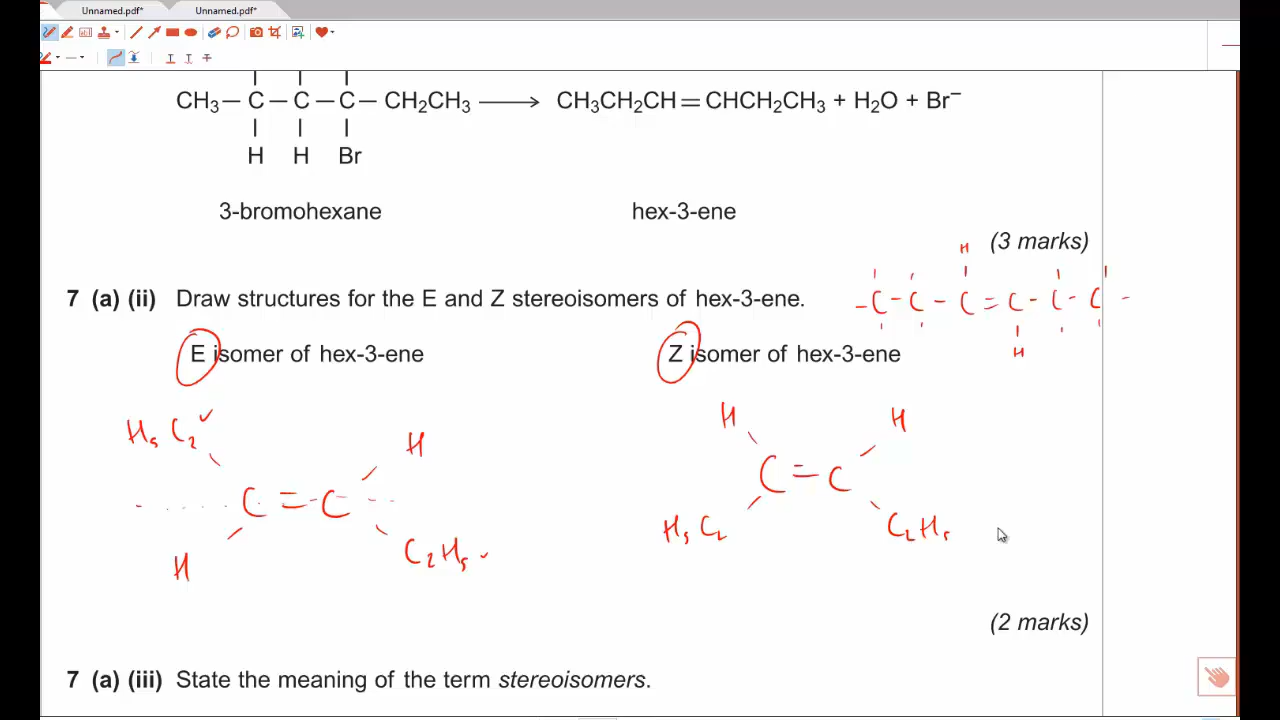 Unnamed.pdf* Unnamed.pdf*
CH₃ – C – C – C – CH₂CH₃ ⟶ CH₃CH₂CH = CHCH₂CH₃ + H₂O + Br⁻
H H Br
3-bromohexane hex-3-ene
(3 marks)
H
7 (a) (ii) Draw structures for the E and Z stereoisomers of hex-3-ene.
– C – C – C = C – C – C –
H
E isomer of hex-3-ene Z isomer of hex-3-ene
H₅C₂ ✓ H H H
C = C C = C
H C₂H₅ ✓ H₅C₂ C₂H₅
(2 marks)
7 (a) (iii) State the meaning of the term stereoisomers.